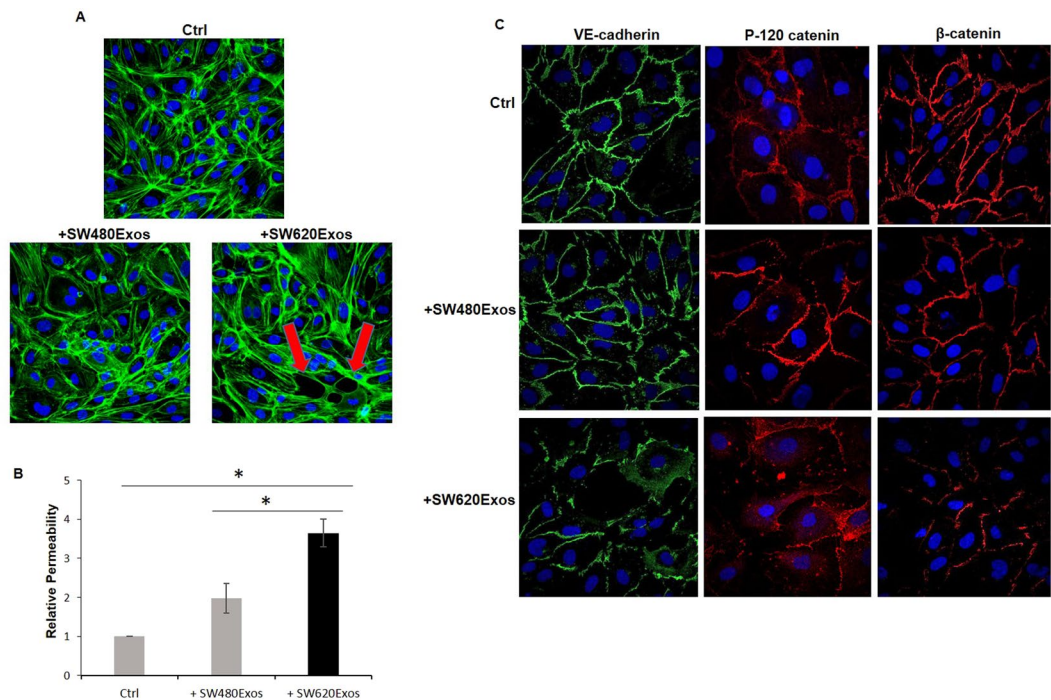 A
Ctrl
+SW480Exos +SW620Exos
B
*
*
Relative Permeability
5
4
3
2
1
0
Ctrl + SW480Exos + SW620Exos
C
VE-cadherin P-120 catenin β-catenin
Ctrl
+SW480Exos
+SW620Exos